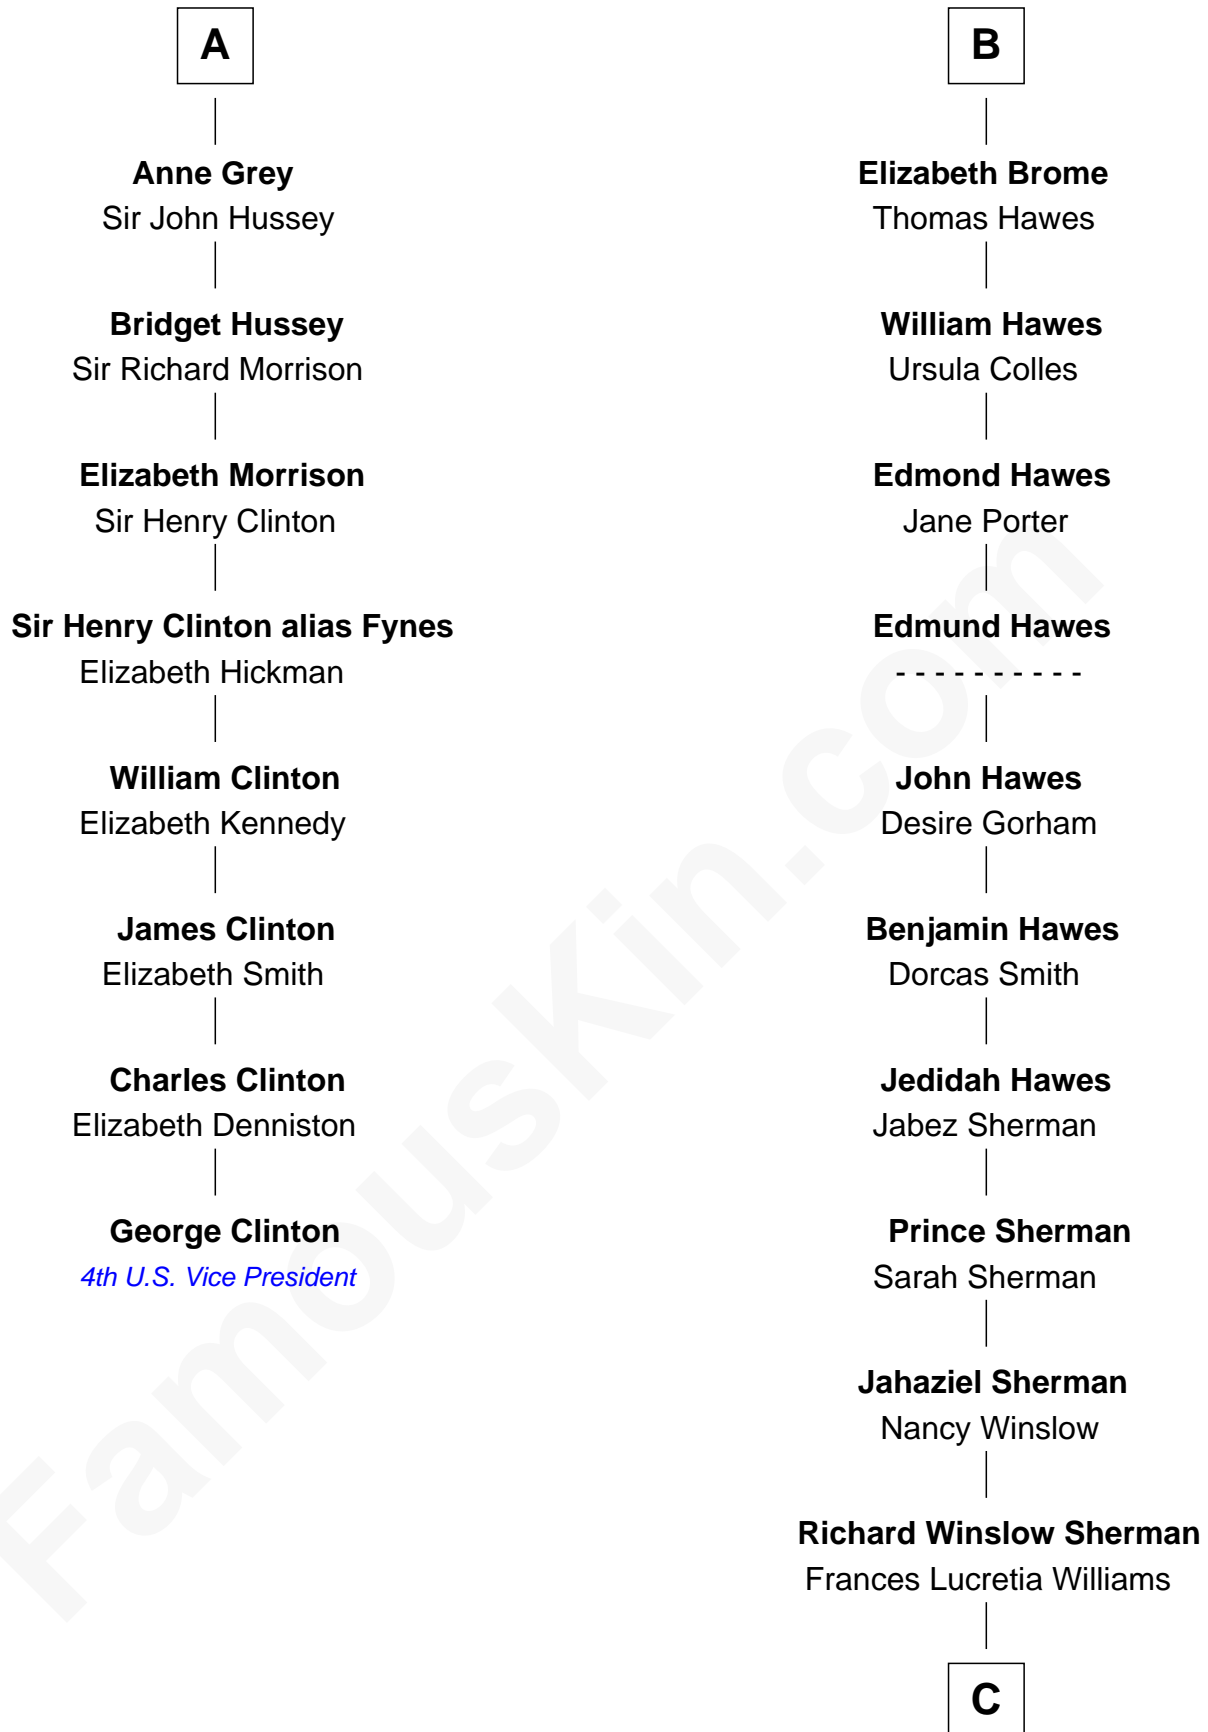 A
Anne Grey
Sir John Hussey
Bridget Hussey
Sir Richard Morrison
Elizabeth Morrison
Sir Henry Clinton
Sir Henry Clinton alias Fynes
Elizabeth Hickman
William Clinton
Elizabeth Kennedy
James Clinton
Elizabeth Smith
Charles Clinton
Elizabeth Denniston
George Clinton
4th U.S. Vice President
B
Elizabeth Brome
Thomas Hawes
William Hawes
Ursula Colles
Edmond Hawes
Jane Porter
Edmund Hawes
- - - - - - - - - -
John Hawes
Desire Gorham
Benjamin Hawes
Dorcas Smith
Jedidah Hawes
Jabez Sherman
Prince Sherman
Sarah Sherman
Jahaziel Sherman
Nancy Winslow
Richard Winslow Sherman
Frances Lucretia Williams
C
FamousKin.com